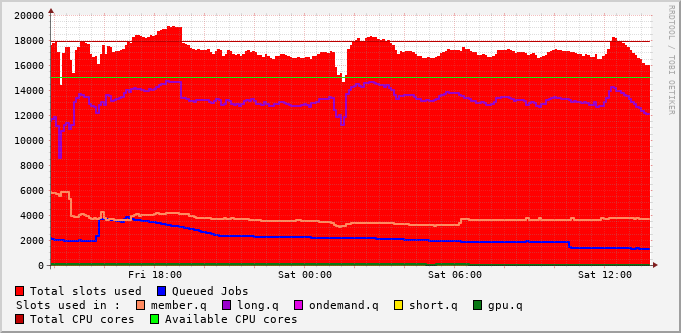 20000
18000
16000
14000
12000
10000
8000
6000
4000
2000
0
Fri 18:00 Sat 00:00 Sat 06:00 Sat 12:00
RRDTOOL / TOBI OETIKER
Total slots used Queued Jobs
Slots used in : member.q long.q ondemand.q short.q gpu.q
Total CPU cores Available CPU cores